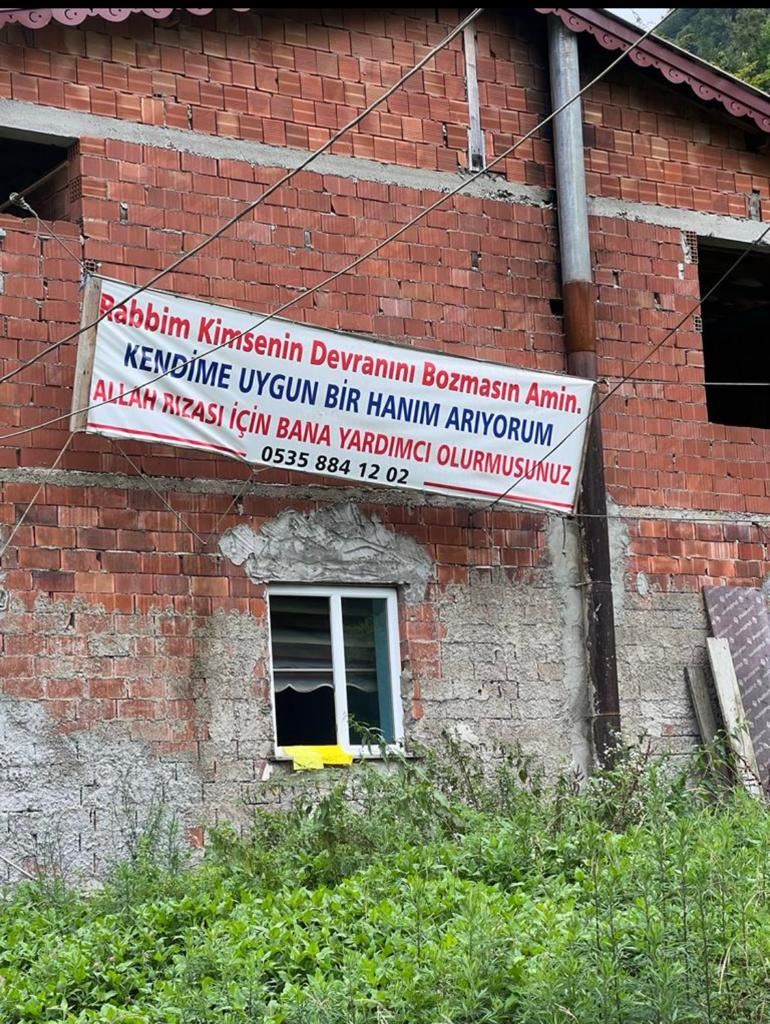 Rabbim Kimsenin Devranını Bozmasın Amin.
KENDİME UYGUN BİR HANIM ARIYORUM
ALLAH RIZASI İÇİN BANA YARDIMCI OLURMUSUNUZ
0535 884 12 02